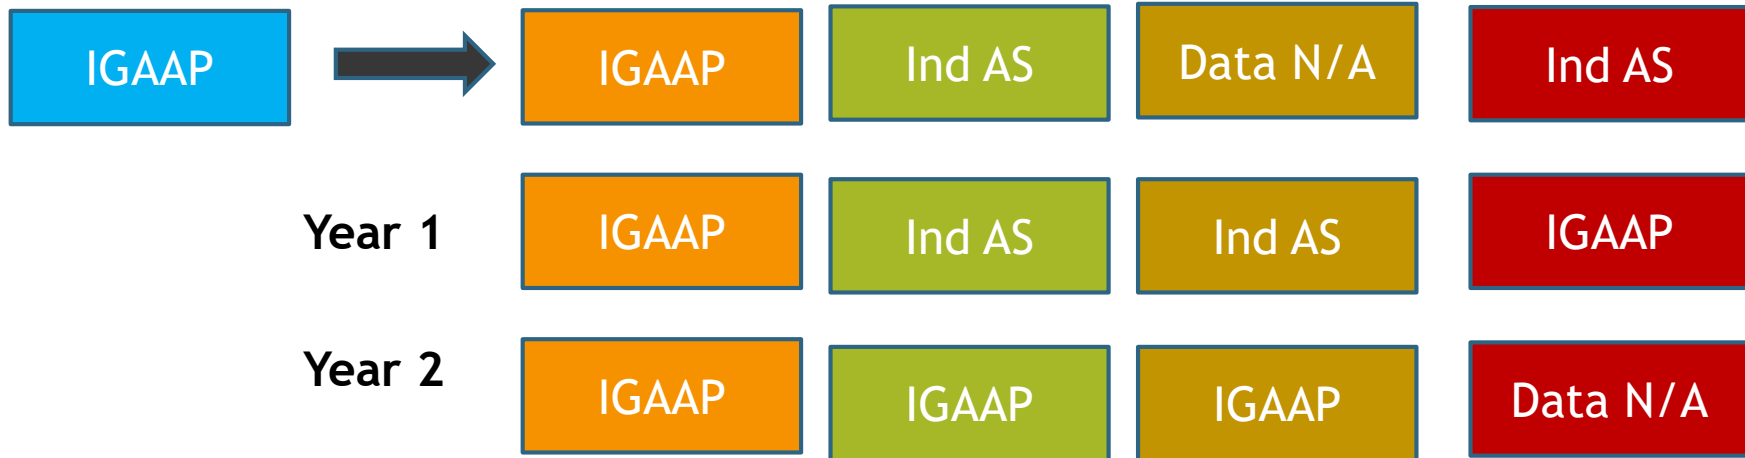 IGAAP IGAAP Ind AS Data N/A Ind AS
Year 1 IGAAP Ind AS Ind AS IGAAP
Year 2 IGAAP IGAAP IGAAP Data N/A